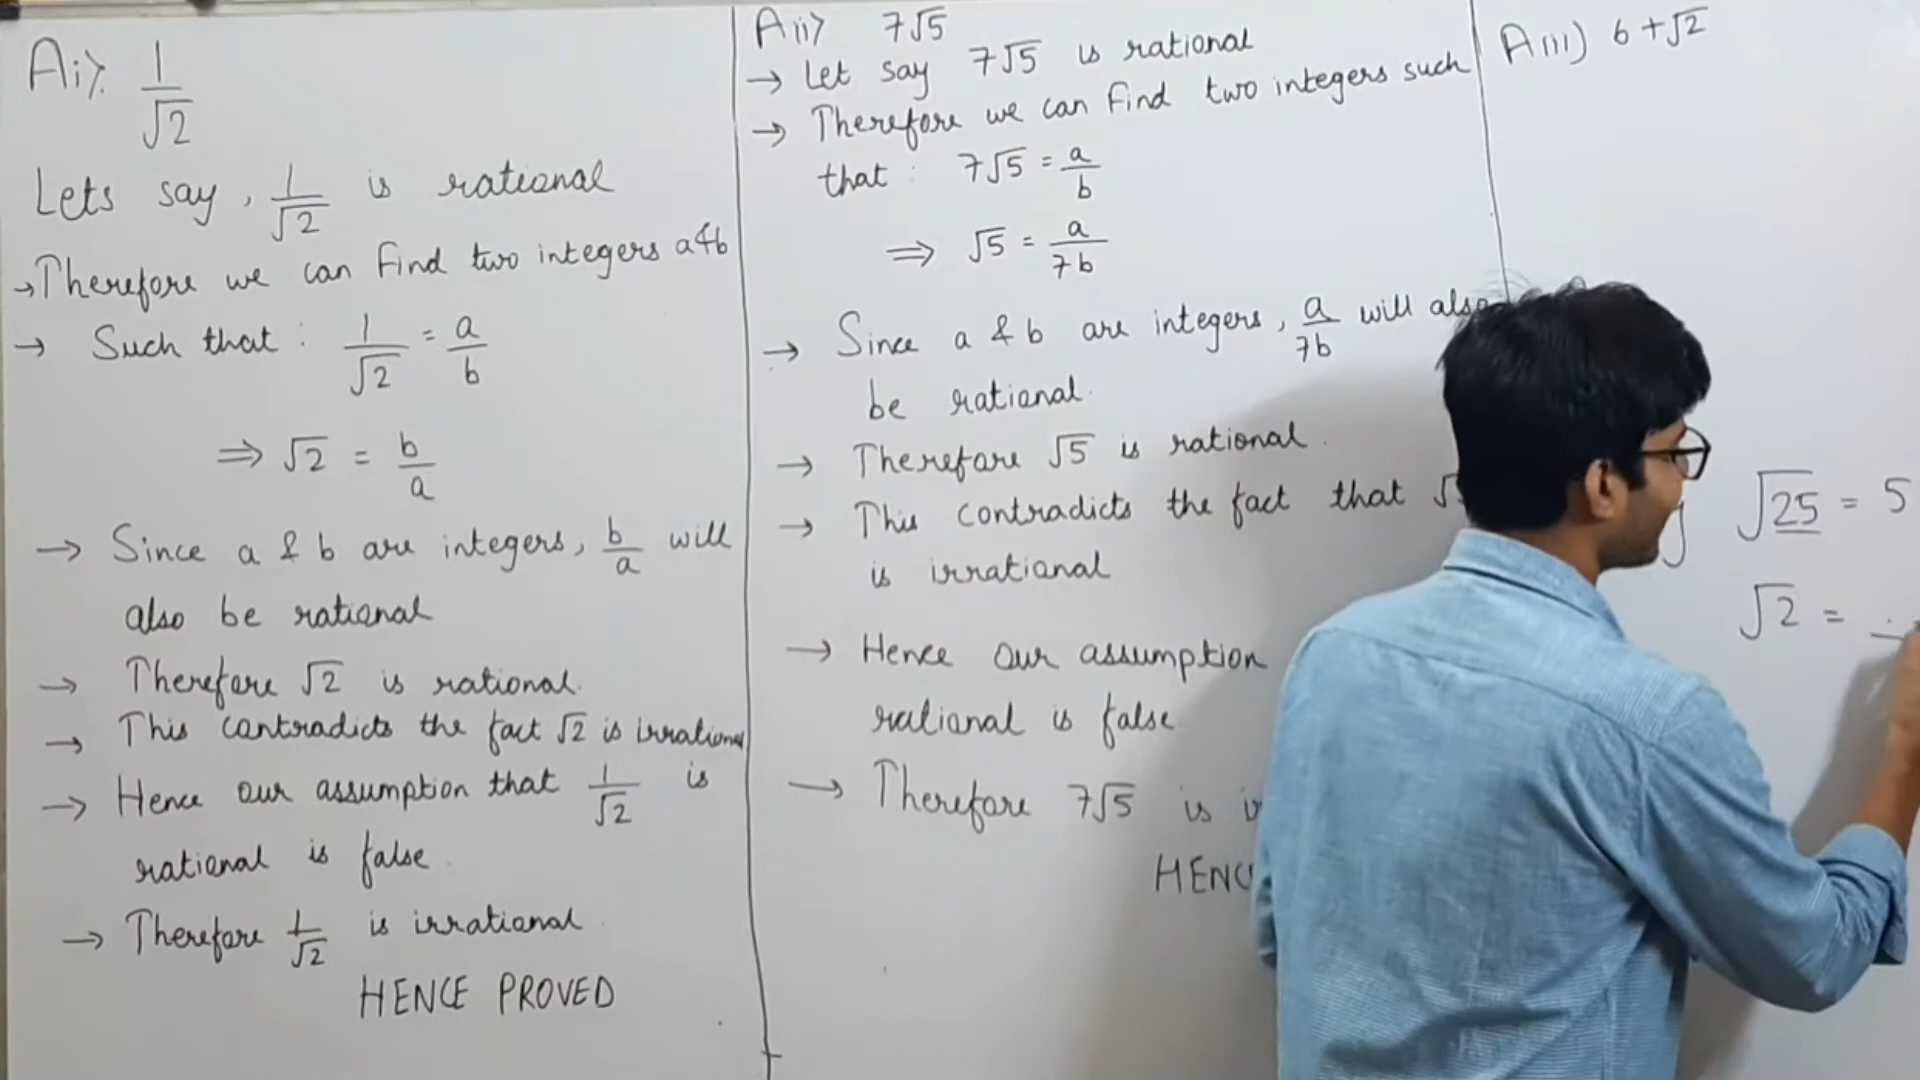 Ai⟩. 1/√2
Lets say, 1/√2 is rational
→ Therefore we can find two integers a & b
→ Such that: 1/√2 = a/b
⇒ √2 = b/a
→ Since a & b are integers, b/a will
also be rational
→ Therefore √2 is rational.
→ This contradicts the fact √2 is irrational
→ Hence our assumption that 1/√2 is
rational is false.
→ Therefore 1/√2 is irrational.
HENCE PROVED
Aii⟩ 7√5
→ Let say 7√5 is rational
→ Therefore we can find two integers such
that: 7√5 = a/b
⇒ √5 = a/7b
→ Since a & b are integers, a/7b will also
be rational.
→ Therefore √5 is rational.
→ This contradicts the fact that √
is irrational
→ Hence our assumption
rational is false.
→ Therefore 7√5 is
Aiii) 6 + √2
√25 = 5
√2 =